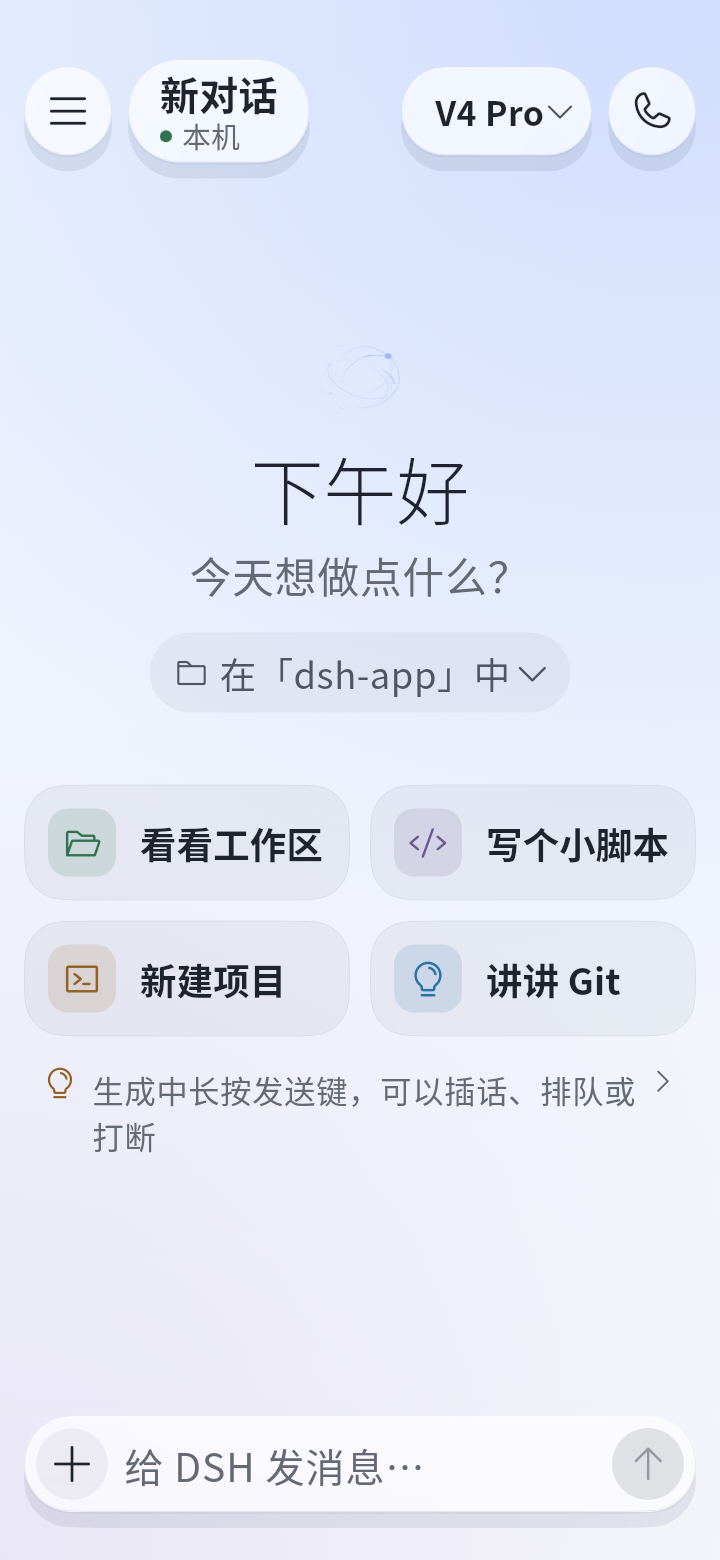 新对话
本机
V4 Pro
下午好
今天想做点什么？
在「dsh-app」中
看看工作区
写个小脚本
新建项目
讲讲 Git
生成中长按发送键，可以插话、排队或
打断
给 DSH 发消息…